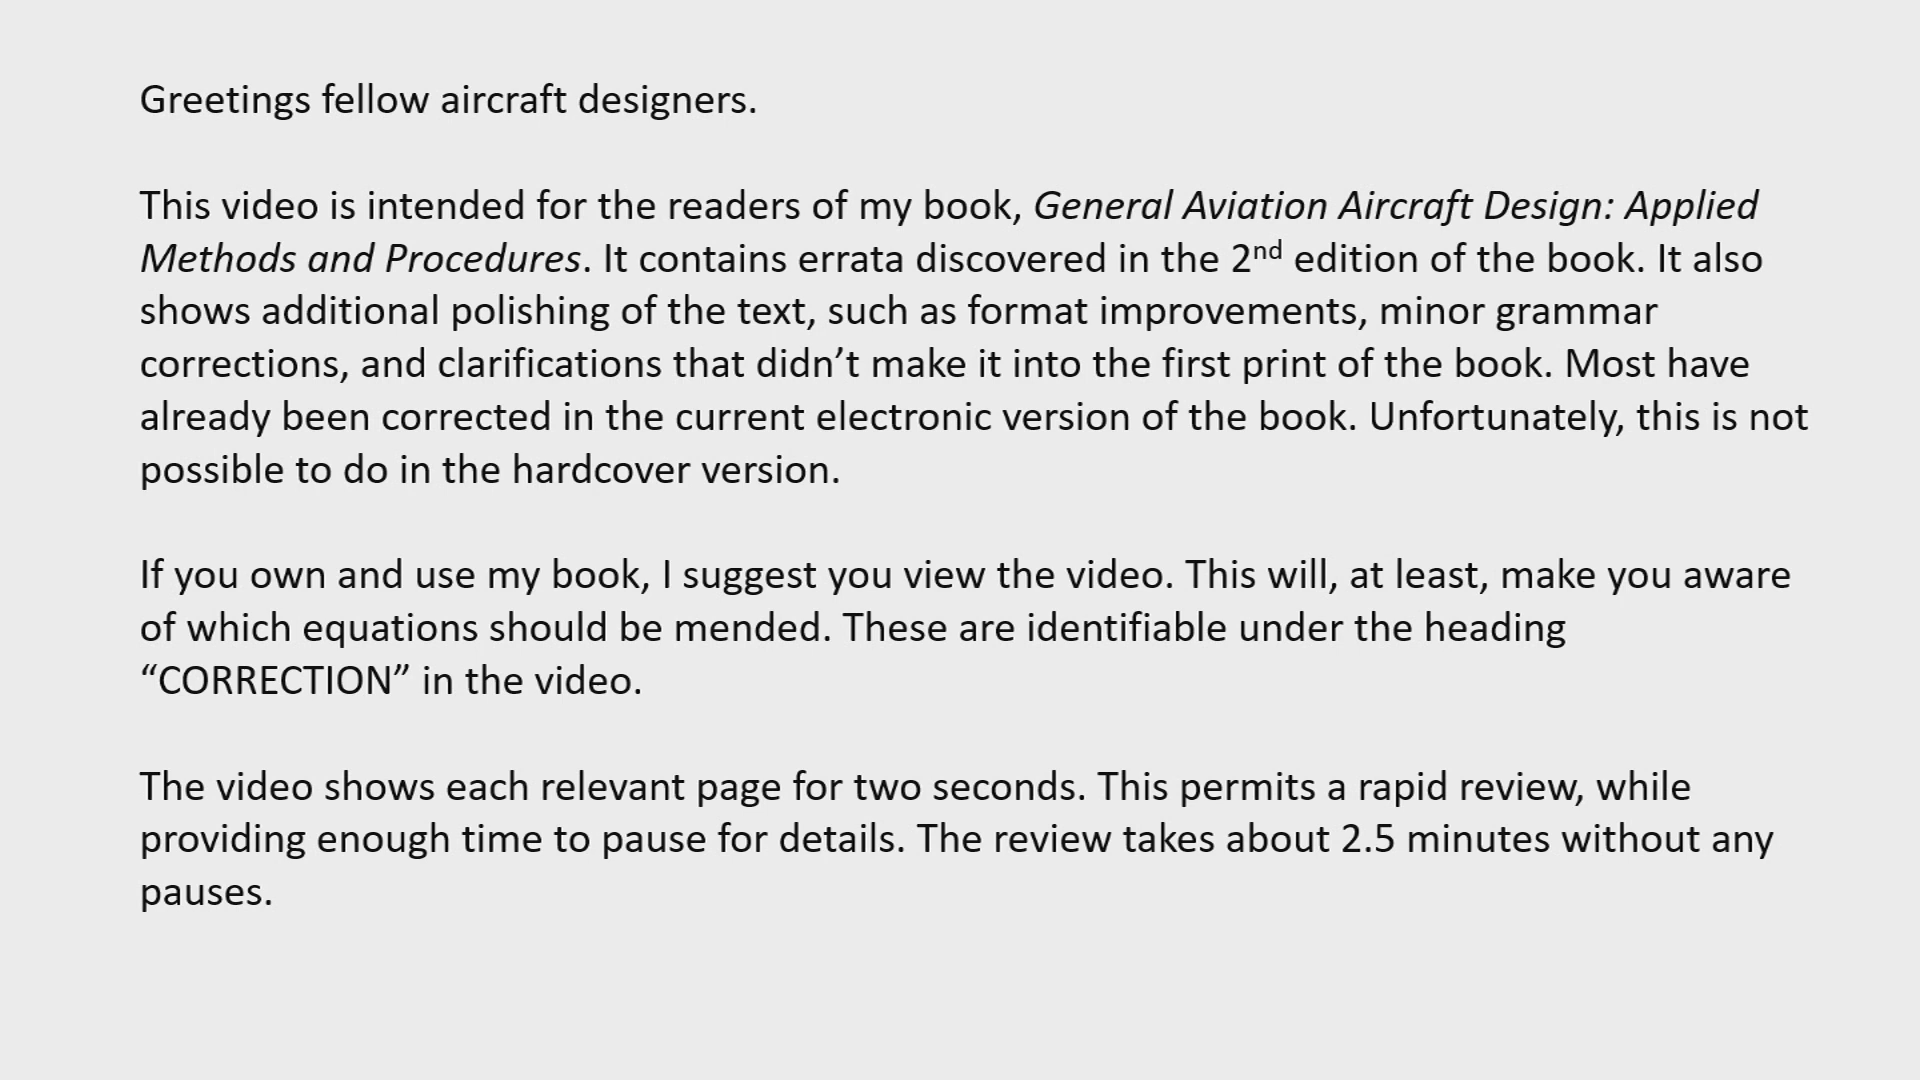 Greetings fellow aircraft designers.
This video is intended for the readers of my book, General Aviation Aircraft Design: Applied
Methods and Procedures. It contains errata discovered in the 2nd edition of the book. It also
shows additional polishing of the text, such as format improvements, minor grammar
corrections, and clarifications that didn’t make it into the first print of the book. Most have
already been corrected in the current electronic version of the book. Unfortunately, this is not
possible to do in the hardcover version.
If you own and use my book, I suggest you view the video. This will, at least, make you aware
of which equations should be mended. These are identifiable under the heading
“CORRECTION” in the video.
The video shows each relevant page for two seconds. This permits a rapid review, while
providing enough time to pause for details. The review takes about 2.5 minutes without any
pauses.